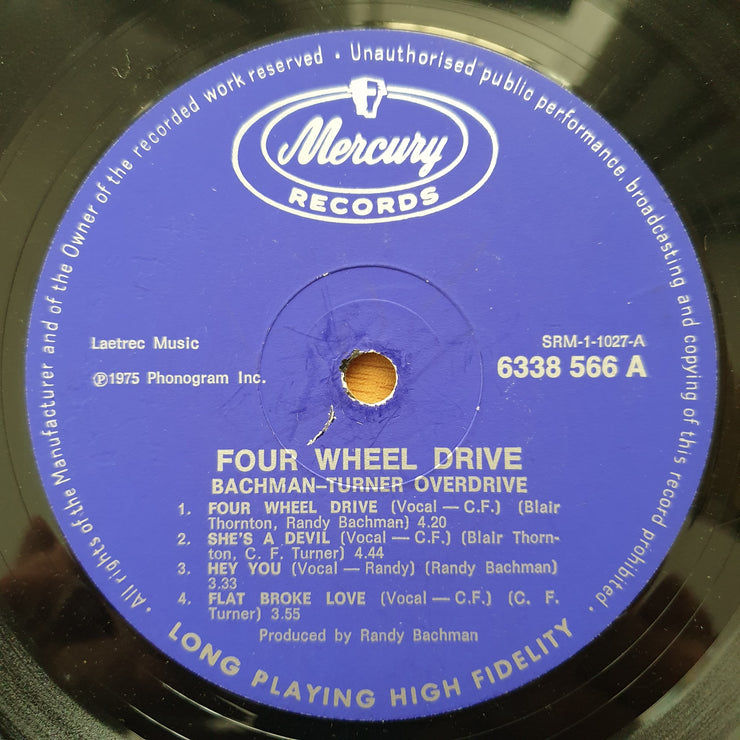 · All rights of the Manufacturer and of the Owner of the recorded work reserved · Unauthorised public performance, broadcasting and copying of this record prohibited ·
Mercury
RECORDS
Laetrec Music
SRM-1-1027-A
℗1975 Phonogram Inc.
6338 566 A
FOUR WHEEL DRIVE
BACHMAN–TURNER OVERDRIVE
1. FOUR WHEEL DRIVE (Vocal — C.F.) (Blair
Thornton, Randy Bachman) 4.20
2. SHE'S A DEVIL (Vocal — C.F.) (Blair Thorn-
ton, C. F. Turner) 4.44
3. HEY YOU (Vocal — Randy) (Randy Bachman)
3.33
4. FLAT BROKE LOVE (Vocal — C.F.) (C. F.
Turner) 3.55
Produced by Randy Bachman
LONG PLAYING HIGH FIDELITY